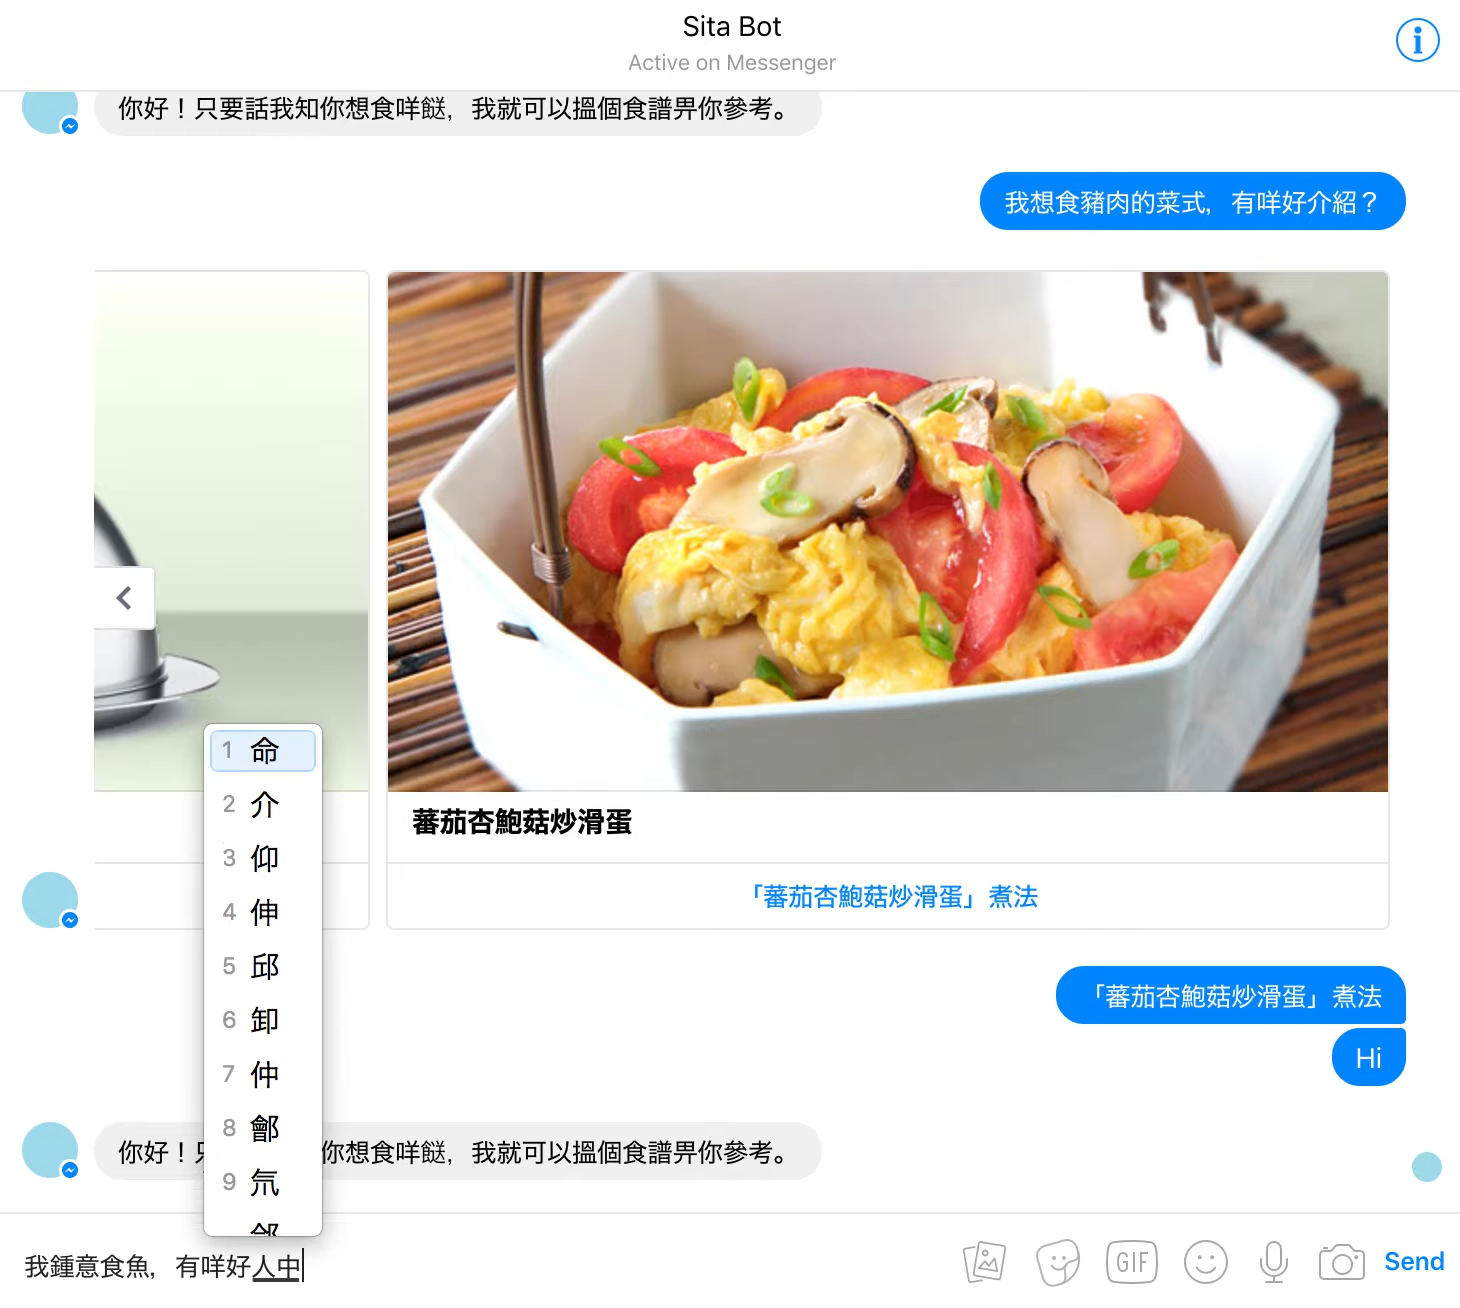 Sita Bot
Active on Messenger
你好！只要話我知你想食咩餸，我就可以搵個食譜畀你參考。
我想食豬肉的菜式，有咩好介紹？
蕃茄杏鮑菇炒滑蛋
「蕃茄杏鮑菇炒滑蛋」煮法
「蕃茄杏鮑菇炒滑蛋」煮法
Hi
1 命
2 介
3 仰
4 伸
5 邱
6 卸
7 仲
8 鄶
9 氘
你好！只 你想食咩餸，我就可以搵個食譜畀你參考。
我鍾意食魚，有咩好人中
GIF
Send